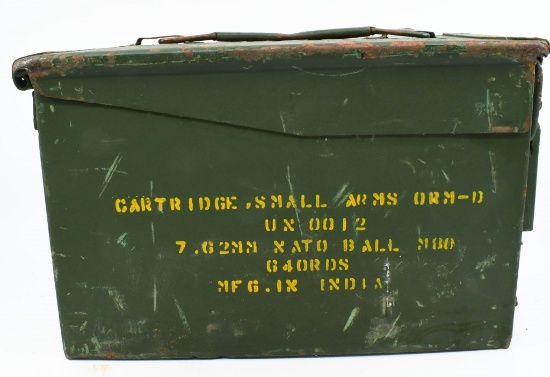 CARTRIDGE, SMALL ARMS ORM-D
UN 0012
7.62MM NATO BALL M80
640RDS
MFG.IN INDIA